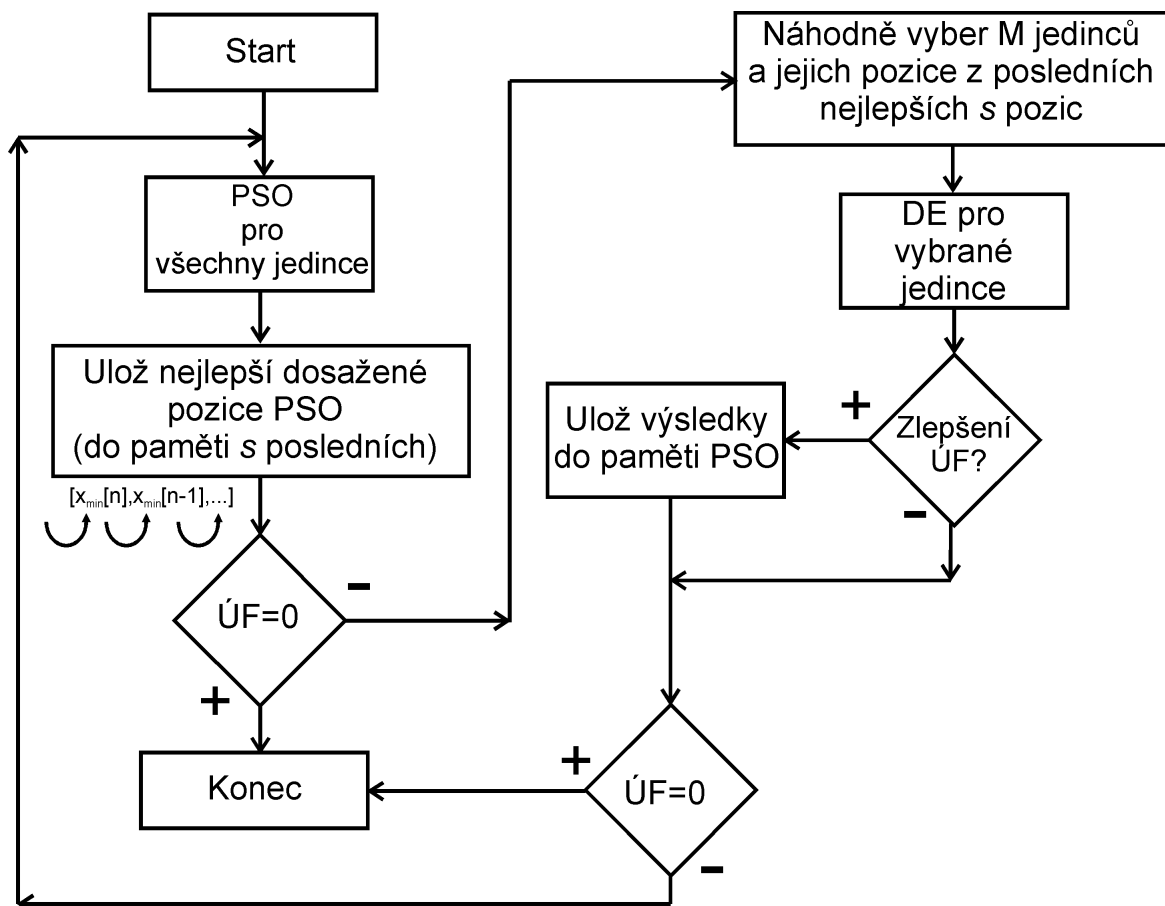 Start
PSO
pro
všechny jedince
Ulož nejlepší dosažené
pozice PSO
(do paměti s posledních)
[xmin[n],xmin[n-1],...]
ÚF=0
−
+
Konec
Náhodně vyber M jedinců
a jejich pozice z posledních
nejlepších s pozic
DE pro
vybrané
jedince
Zlepšení
ÚF?
+
−
Ulož výsledky
do paměti PSO
ÚF=0
+
−